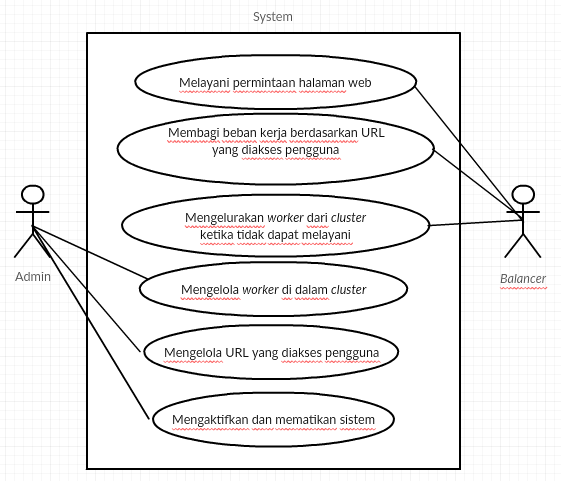 System
Melayani permintaan halaman web
Membagi beban kerja berdasarkan URL
yang diakses pengguna
Mengelurakan worker dari cluster
ketika tidak dapat melayani
Admin
Balancer
Mengelola worker di dalam cluster
Mengelola URL yang diakses pengguna
Mengaktifkan dan mematikan sistem